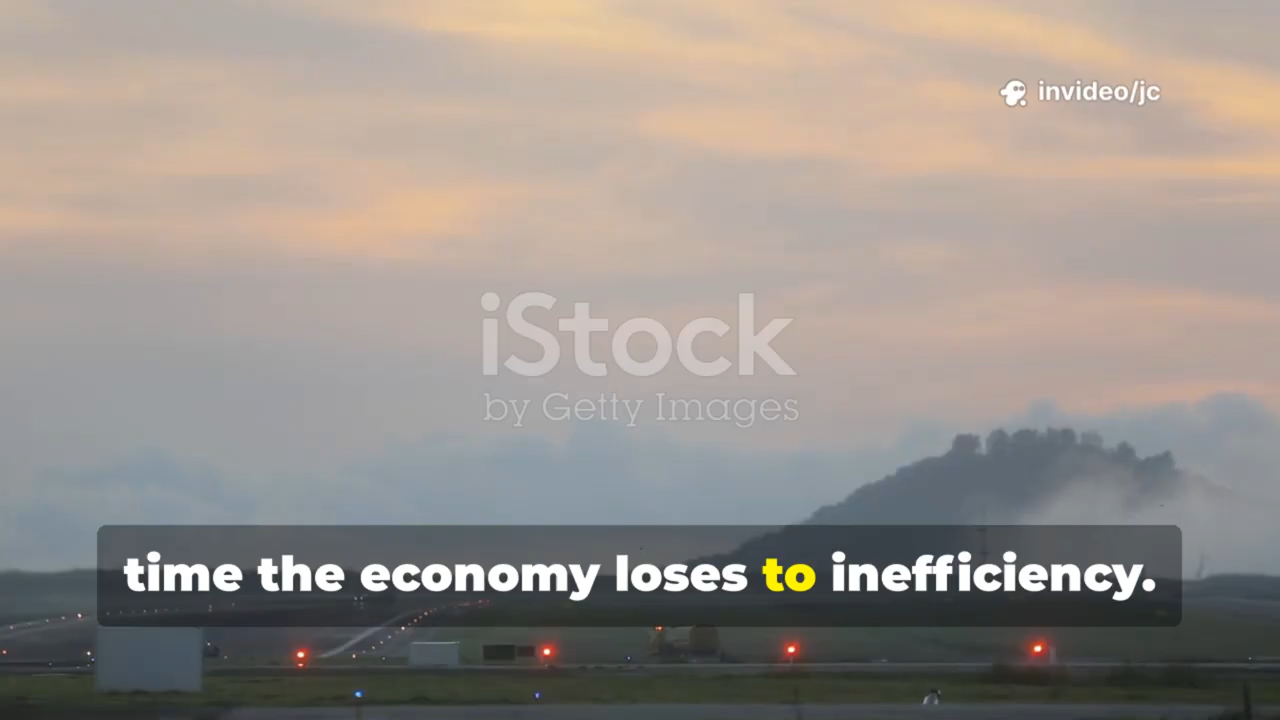 invideo/jc
iStock
by Getty Images
time the economy loses to inefficiency.